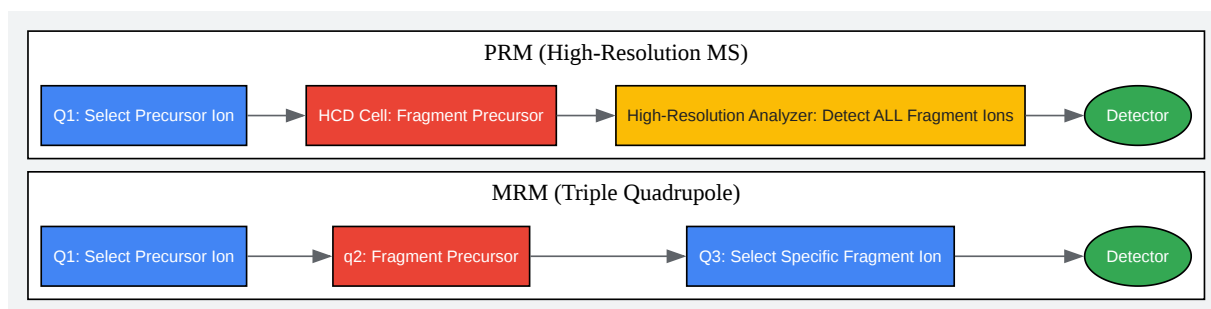 PRM (High-Resolution MS)
Q1: Select Precursor Ion
HCD Cell: Fragment Precursor
High-Resolution Analyzer: Detect ALL Fragment Ions
Detector
MRM (Triple Quadrupole)
Q1: Select Precursor Ion
q2: Fragment Precursor
Q3: Select Specific Fragment Ion
Detector